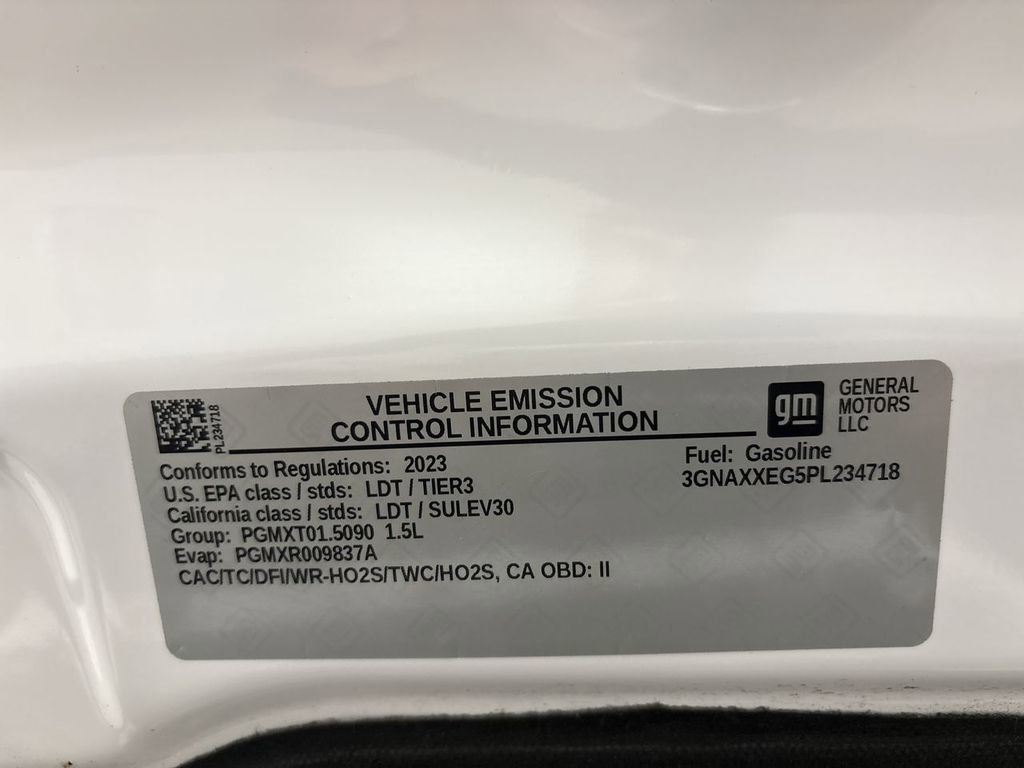 PL234718
VEHICLE EMISSION
CONTROL INFORMATION
gm
GENERAL
MOTORS
LLC
Conforms to Regulations: 2023
U.S. EPA class / stds: LDT / TIER3
California class / stds: LDT / SULEV30
Group: PGMXT01.5090 1.5L
Evap: PGMXR009837A
CAC/TC/DFI/WR-HO2S/TWC/HO2S, CA OBD: II
Fuel: Gasoline
3GNAXXEG5PL234718